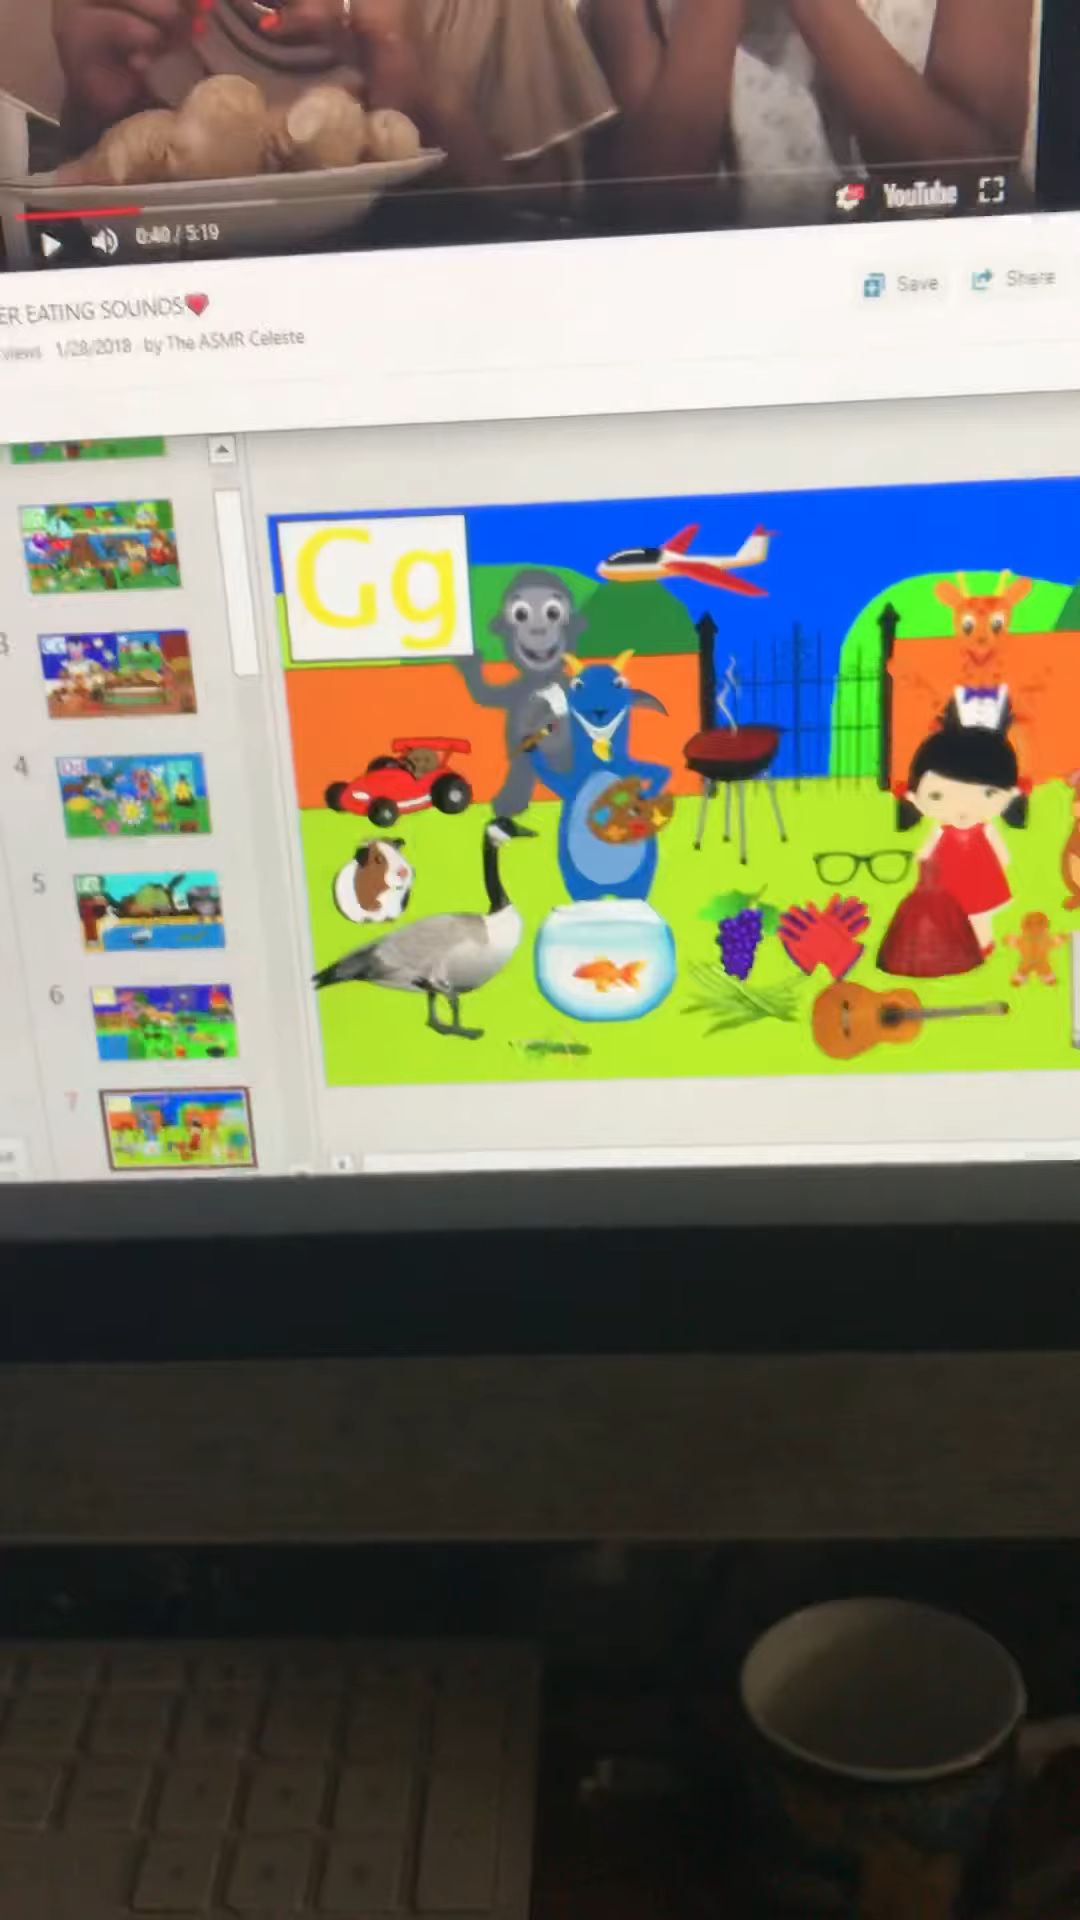 YouTube
0:40 / 5:19
ER EATING SOUNDS❤
Save
Share
views 1/28/2018 by The ASMR Celeste
Gg
3
4
5
6
7